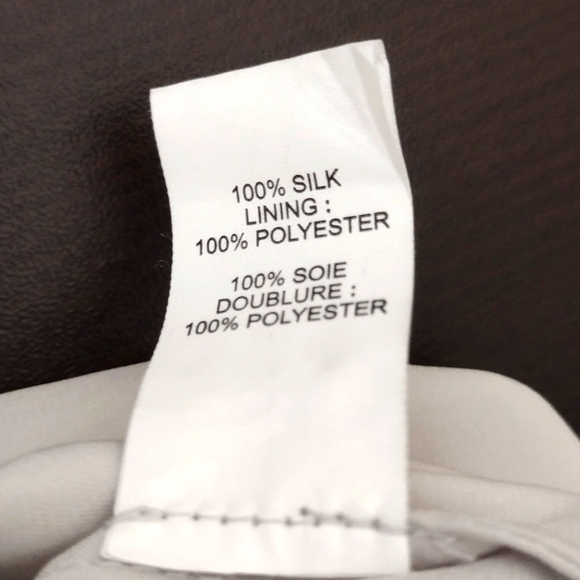 100% SILK
LINING :
100% POLYESTER
100% SOIE
DOUBLURE :
100% POLYESTER